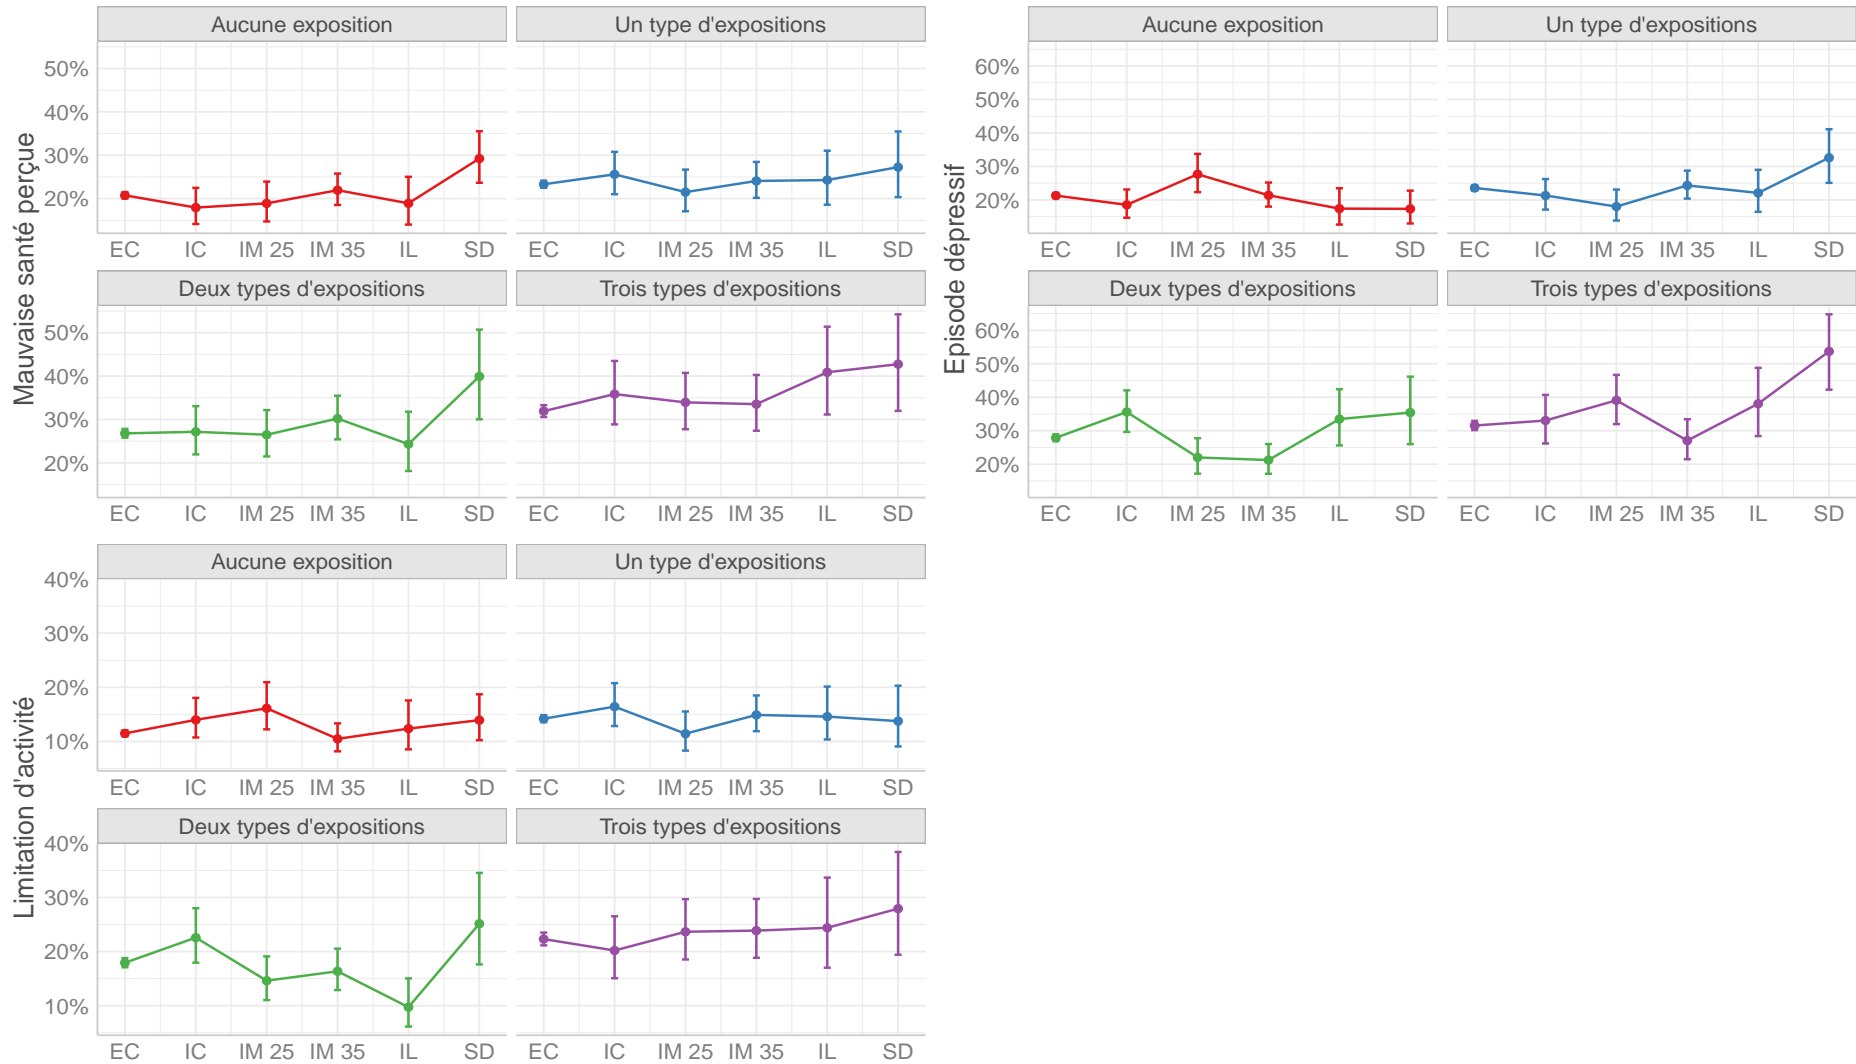 Mauvaise santé perçue
Aucune exposition
Un type d'expositions
50%
40%
30%
20%
EC IC IM 25 IM 35 IL SD
EC IC IM 25 IM 35 IL SD
Deux types d'expositions
Trois types d'expositions
50%
40%
30%
20%
EC IC IM 25 IM 35 IL SD
EC IC IM 25 IM 35 IL SD
Episode dépressif
Aucune exposition
Un type d'expositions
60%
50%
40%
30%
20%
EC IC IM 25 IM 35 IL SD
EC IC IM 25 IM 35 IL SD
Deux types d'expositions
Trois types d'expositions
60%
50%
40%
30%
20%
EC IC IM 25 IM 35 IL SD
EC IC IM 25 IM 35 IL SD
Limitation d'activité
Aucune exposition
Un type d'expositions
40%
30%
20%
10%
EC IC IM 25 IM 35 IL SD
EC IC IM 25 IM 35 IL SD
Deux types d'expositions
Trois types d'expositions
40%
30%
20%
10%
EC IC IM 25 IM 35 IL SD
EC IC IM 25 IM 35 IL SD